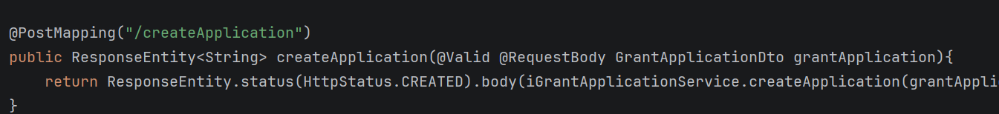 @PostMapping("/createApplication")
public ResponseEntity<String> createApplication(@Valid @RequestBody GrantApplicationDto grantApplication){
return ResponseEntity.status(HttpStatus.CREATED).body(iGrantApplicationService.createApplication(grantAppli
}